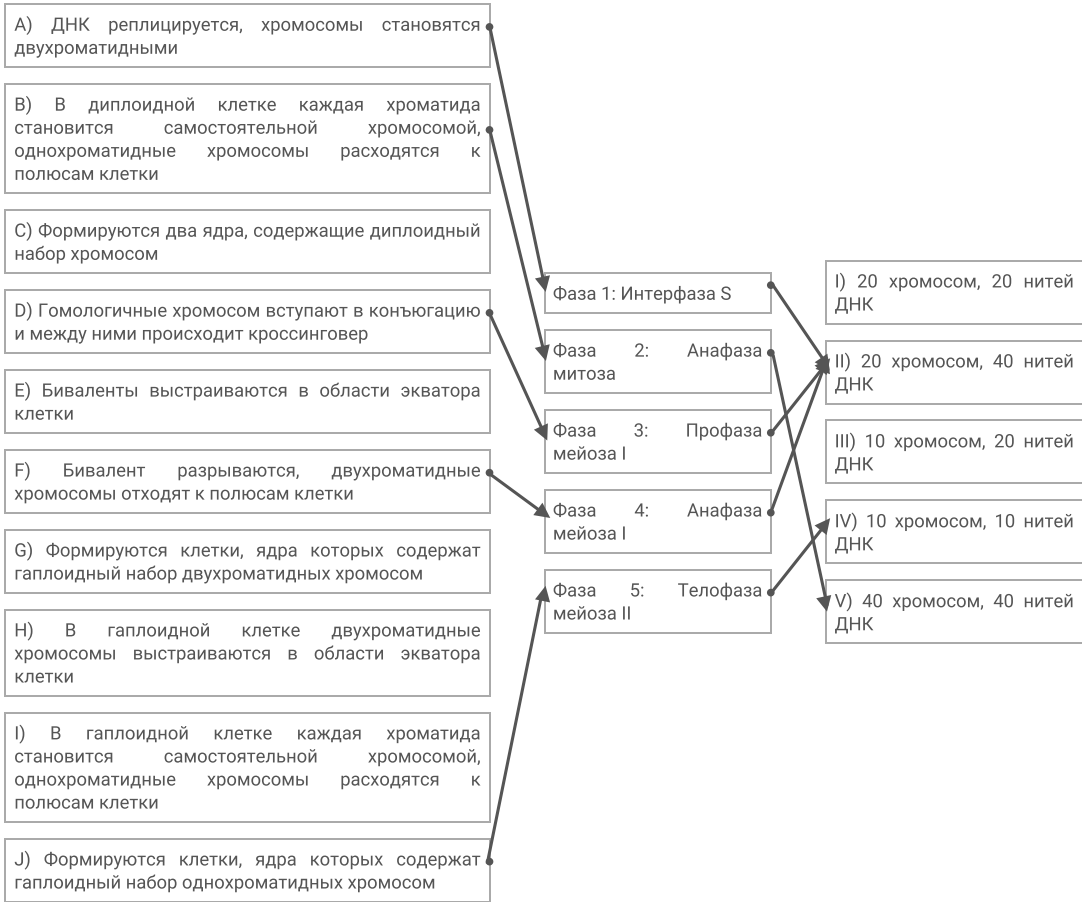 A) ДНК реплицируется, хромосомы становятся
двухроматидными
B) В диплоидной клетке каждая хроматида
становится самостоятельной хромосомой,
однохроматидные хромосомы расходятся к
полюсам клетки
C) Формируются два ядра, содержащие диплоидный
набор хромосом
D) Гомологичные хромосом вступают в конъюгацию
и между ними происходит кроссинговер
E) Биваленты выстраиваются в области экватора
клетки
F) Бивалент разрываются, двухроматидные
хромосомы отходят к полюсам клетки
G) Формируются клетки, ядра которых содержат
гаплоидный набор двухроматидных хромосом
H) В гаплоидной клетке двухроматидные
хромосомы выстраиваются в области экватора
клетки
I) В гаплоидной клетке каждая хроматида
становится самостоятельной хромосомой,
однохроматидные хромосомы расходятся к
полюсам клетки
J) Формируются клетки, ядра которых содержат
гаплоидный набор однохроматидных хромосом
Фаза 1: Интерфаза S
Фаза 2: Анафаза
митоза
Фаза 3: Профаза
мейоза I
Фаза 4: Анафаза
мейоза I
Фаза 5: Телофаза
мейоза II
I) 20 хромосом, 20 нитей
ДНК
II) 20 хромосом, 40 нитей
ДНК
III) 10 хромосом, 20 нитей
ДНК
IV) 10 хромосом, 10 нитей
ДНК
V) 40 хромосом, 40 нитей
ДНК